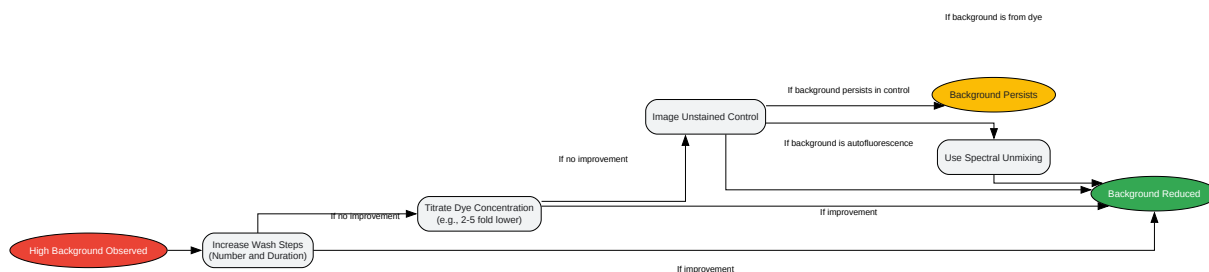 If background is from dye
If background persists in control
Background Persists
Image Unstained Control
If background is autofluorescence
Use Spectral Unmixing
If no improvement
Background Reduced
Titrate Dye Concentration
(e.g., 2-5 fold lower)
If no improvement
If improvement
High Background Observed
Increase Wash Steps
(Number and Duration)
If improvement